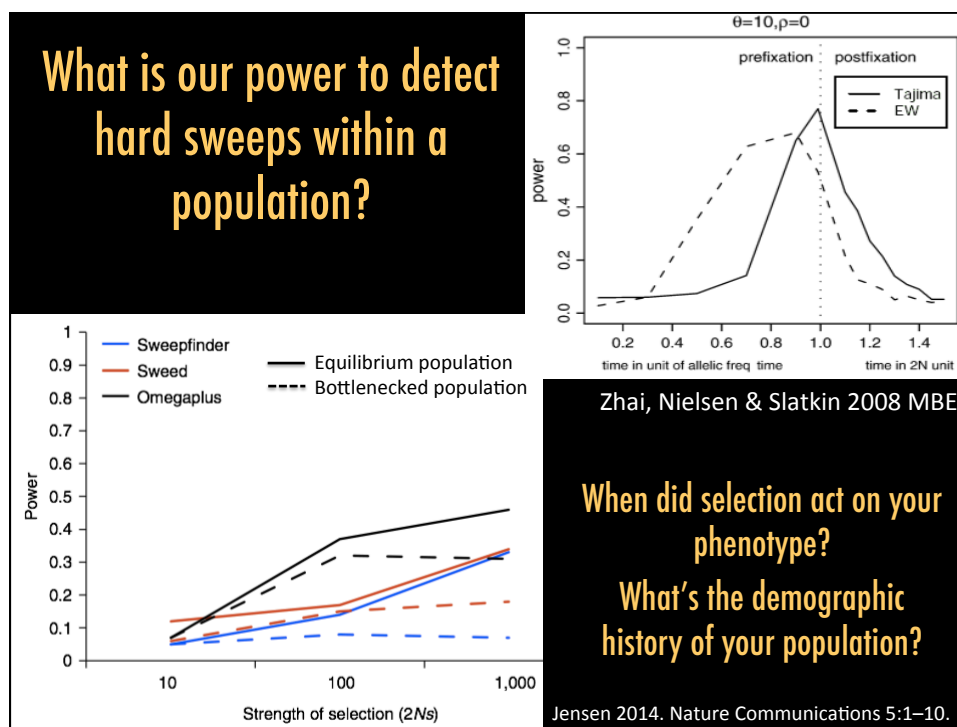 What is our power to detect
hard sweeps within a
population?
θ=10,ρ=0
prefixation
postfixation
Tajima
EW
power
1.0
0.8
0.6
0.4
0.2
0.0
0.2
0.4
0.6
0.8
1.0
1.2
1.4
time in unit of allelic freq time
time in 2N unit
Zhai, Nielsen & Slatkin 2008 MBE
Sweepfinder
Sweed
Omegaplus
Equilibrium population
Bottlenecked population
Power
1
0.9
0.8
0.7
0.6
0.5
0.4
0.3
0.2
0.1
0
10
100
1,000
Strength of selection (2Ns)
When did selection act on your
phenotype?
What's the demographic
history of your population?
Jensen 2014. Nature Communications 5:1–10.